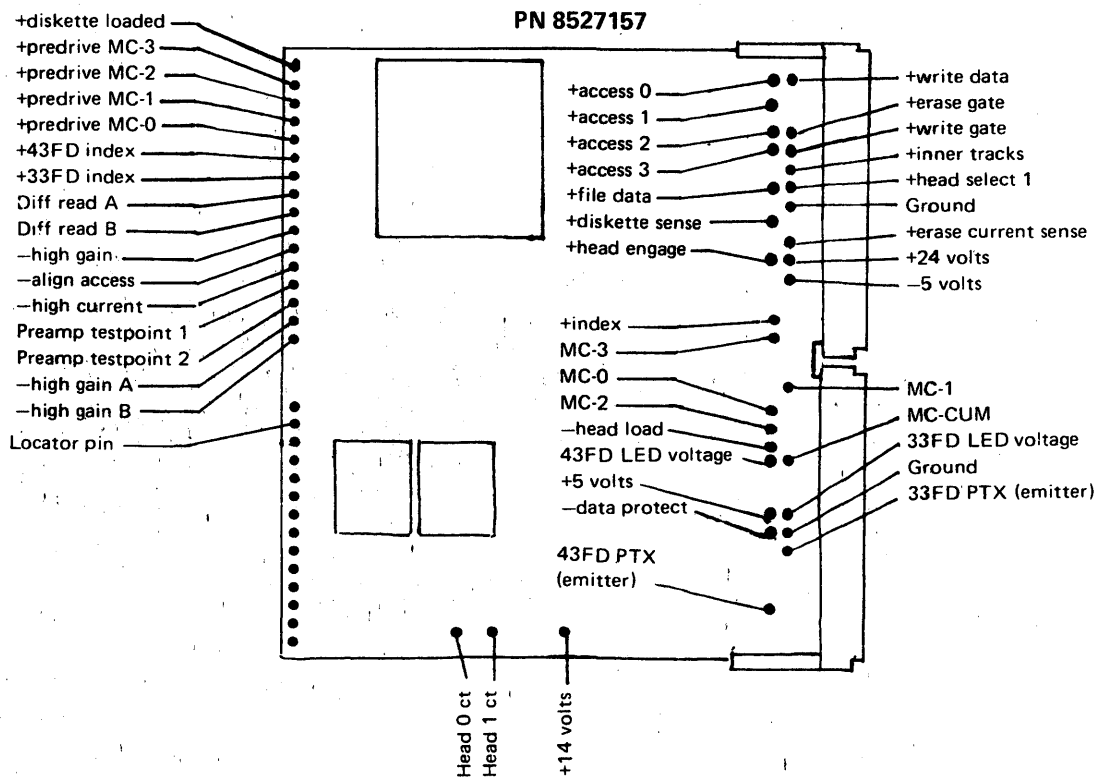 PN 8527157
+diskette loaded
+predrive MC-3
+predrive MC-2
+predrive MC-1
+predrive MC-0
+43FD index
+33FD index
Diff read A
Diff read B
—high gain
—align access
—high current
Preamp testpoint 1
Preamp testpoint 2
—high gain A
—high gain B
Locator pin
+access 0
+access 1
+access 2
+access 3
+file data
+diskette sense
+head engage
+index
MC-3
MC-0
MC-2
—head load
43FD LED voltage
+5 volts
—data protect
43FD PTX
(emitter)
+write data
+erase gate
+write gate
+inner tracks
+head select 1
Ground
+erase current sense
+24 volts
—5 volts
MC-1
MC-CUM
33FD LED voltage
Ground
33FD PTX (emitter)
Head 0 ct
Head 1 ct
+14 volts